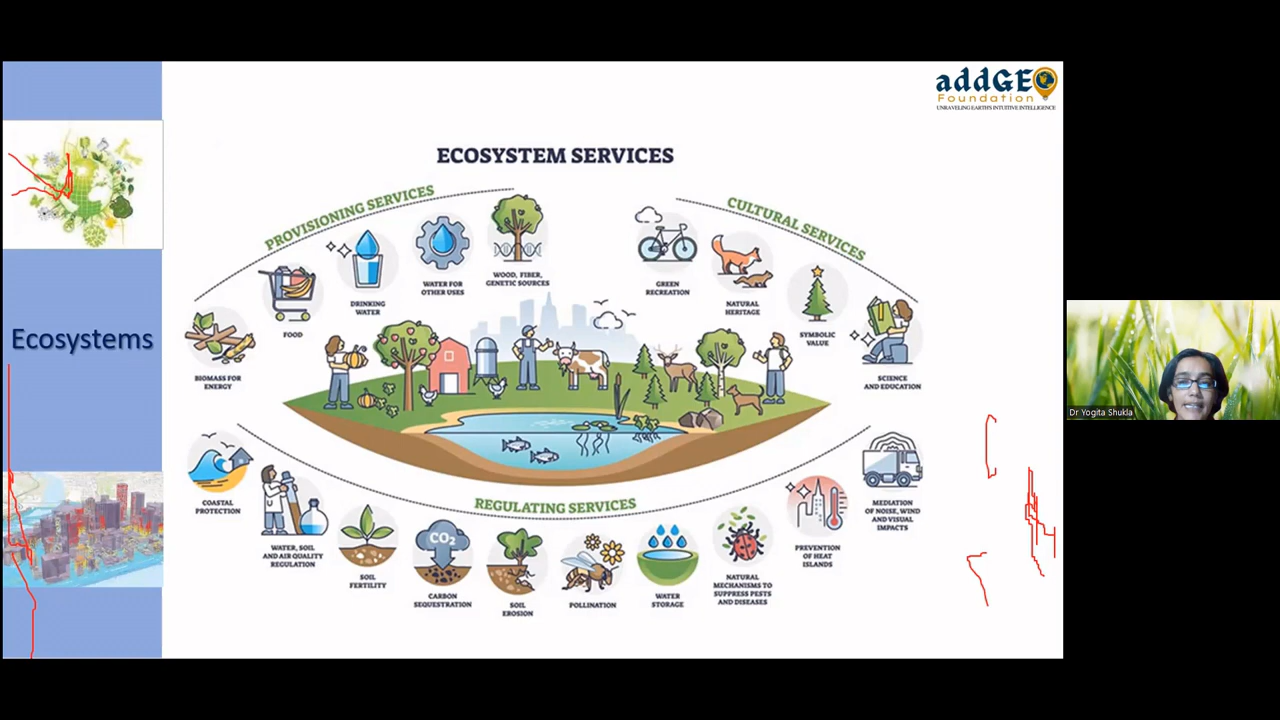 addGEO
Foundation
UNRAVELING EARTH'S INTUITIVE INTELLIGENCE
ECOSYSTEM SERVICES
PROVISIONING SERVICES
CULTURAL SERVICES
BIOMASS FOR
ENERGY
FOOD
DRINKING
WATER
WATER FOR
OTHER USES
WOOD, FIBER,
GENETIC SOURCES
GREEN
RECREATION
NATURAL
HERITAGE
SYMBOLIC
VALUE
SCIENCE
AND EDUCATION
Ecosystems
REGULATING SERVICES
COASTAL
PROTECTION
WATER, SOIL
AND AIR QUALITY
REGULATION
SOIL
FERTILITY
CO2
CARBON
SEQUESTRATION
SOIL
EROSION
POLLINATION
WATER
STORAGE
NATURAL
MECHANISMS TO
SUPPRESS PESTS
AND DISEASES
PREVENTION
OF HEAT
ISLANDS
MEDIATION
OF NOISE, WIND
AND VISUAL
IMPACTS
Dr Yogita Shukla